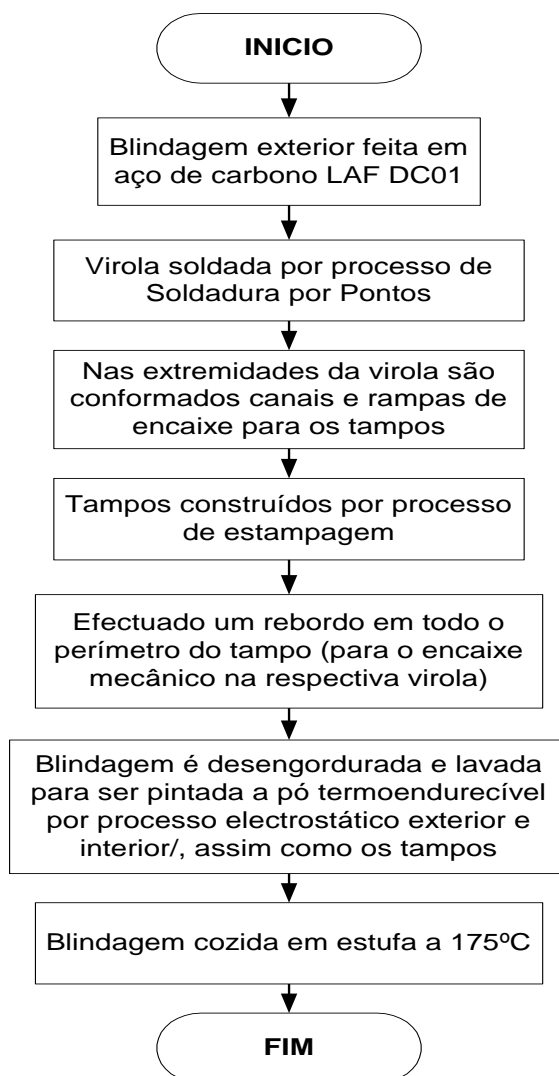 INICIO
Blindagem exterior feita em
aço de carbono LAF DC01
Virola soldada por processo de
Soldadura por Pontos
Nas extremidades da virola são
conformados canais e rampas de
encaixe para os tampos
Tampos construídos por processo
de estampagem
Efectuado um rebordo em todo o
perímetro do tampo (para o encaixe
mecânico na respectiva virola)
Blindagem é desengordurada e lavada
para ser pintada a pó termoendurecível
por processo electrostático exterior e
interior/, assim como os tampos
Blindagem cozida em estufa a 175ºC
FIM